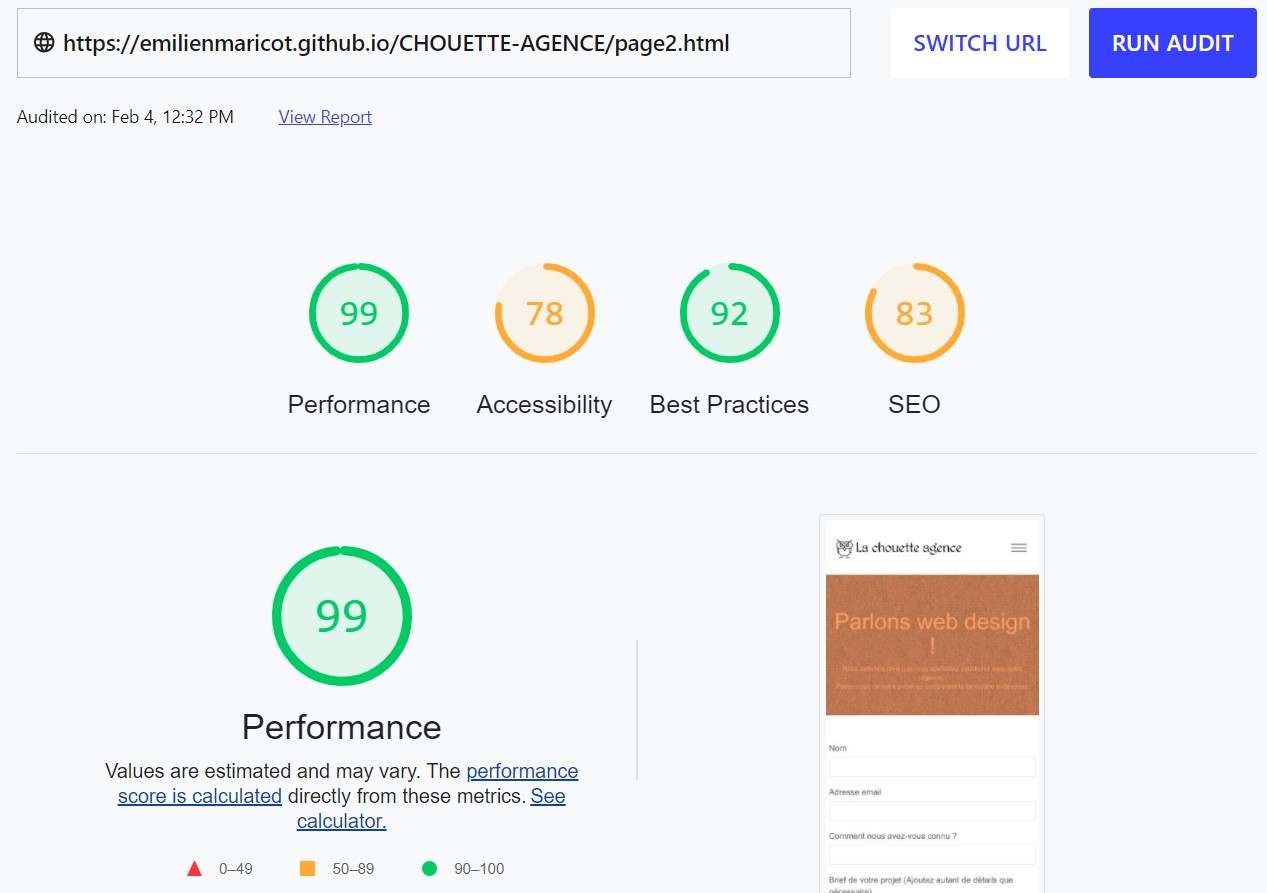 https://emilienmaricot.github.io/CHOUETTE-AGENCE/page2.html
SWITCH URL
RUN AUDIT
Audited on: Feb 4, 12:32 PM
View Report
99
78
92
83
Performance
Accessibility
Best Practices
SEO
99
Performance
Values are estimated and may vary. The performance
score is calculated directly from these metrics. See
calculator.
0–49
50–89
90–100
La chouette agence
Parlons web design
!
Nom
Adresse email
Comment nous avez-vous connu ?
Brief de votre projet (Ajoutez autant de détails que
nécessaire)